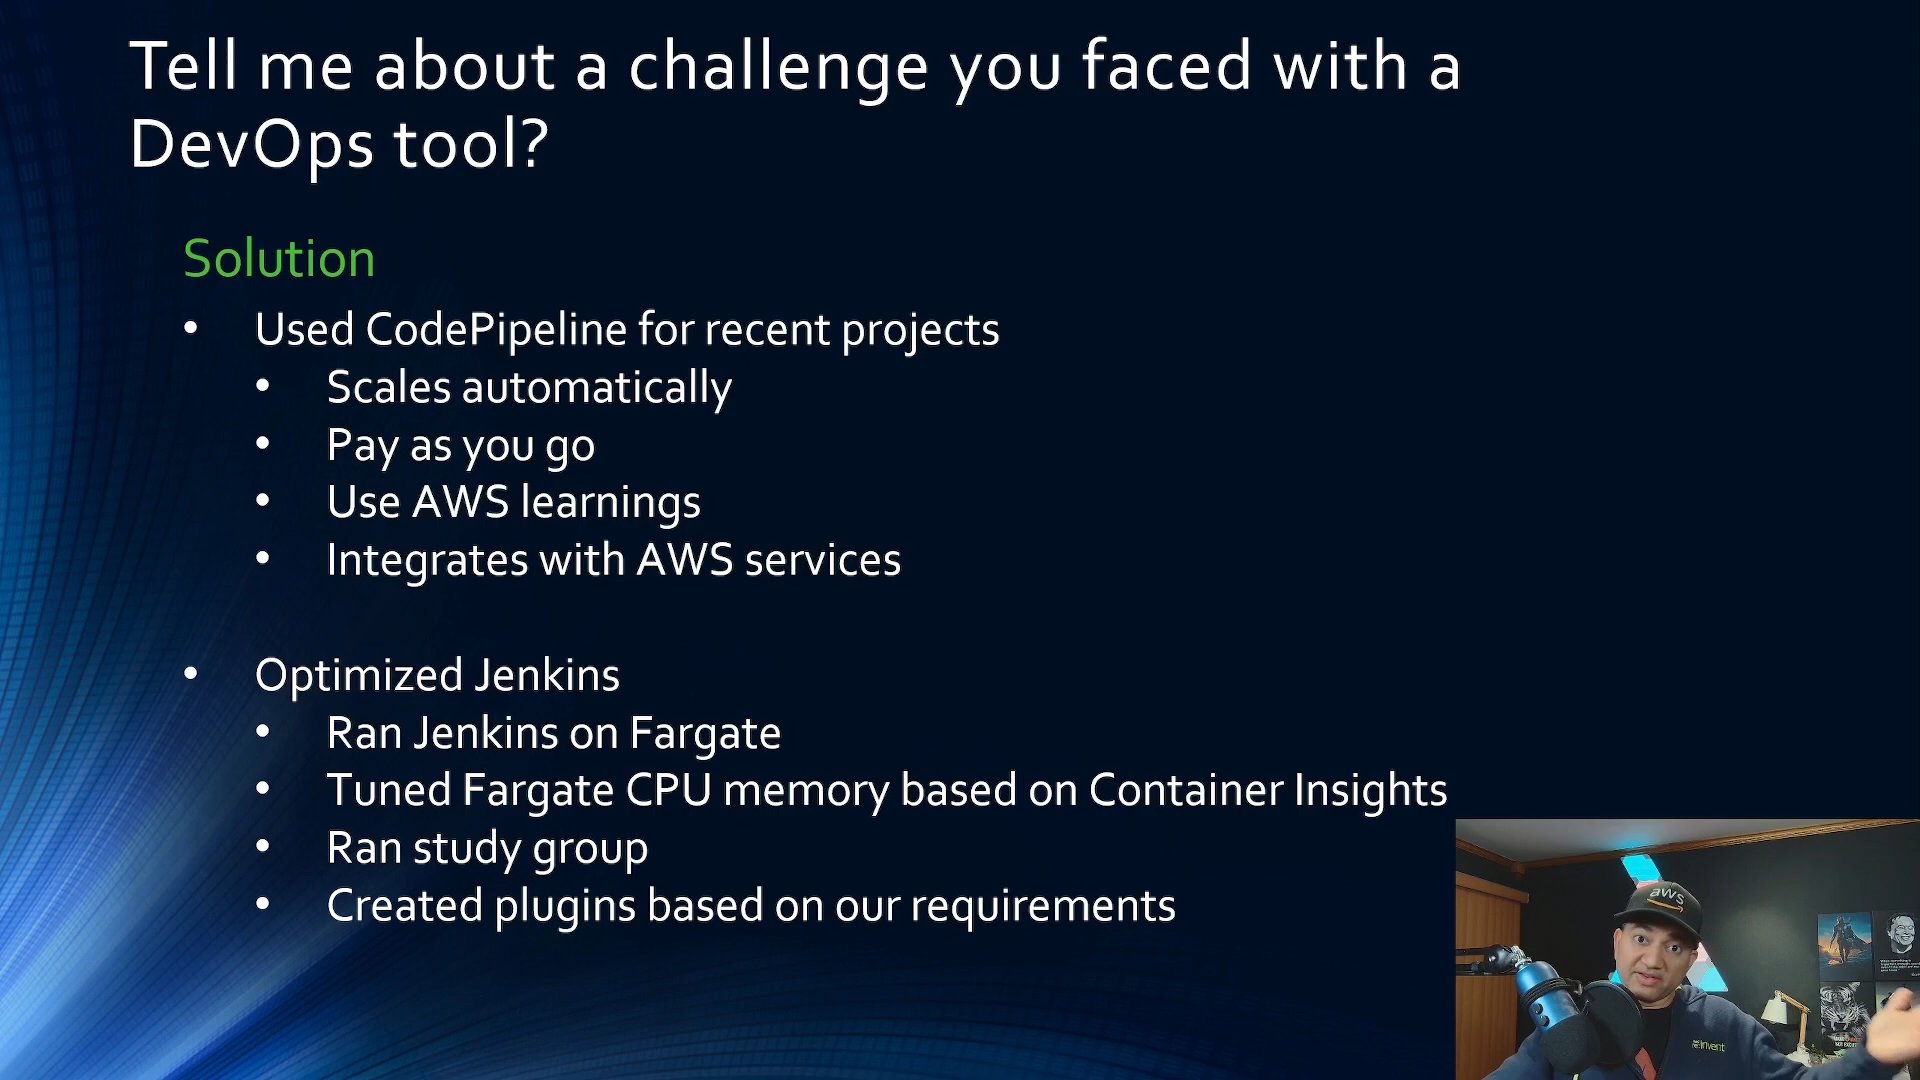 Tell me about a challenge you faced with a
DevOps tool?
Solution
• Used CodePipeline for recent projects
• Scales automatically
• Pay as you go
• Use AWS learnings
• Integrates with AWS services
• Optimized Jenkins
• Ran Jenkins on Fargate
• Tuned Fargate CPU memory based on Container Insights
• Ran study group
• Created plugins based on our requirements
aws
re:Invent